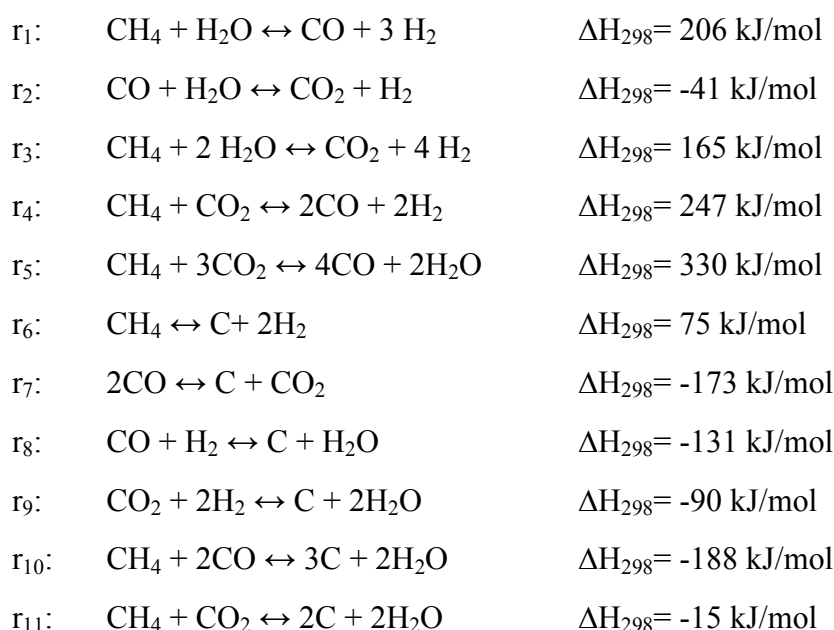 r₁: CH₄ + H₂O ↔ CO + 3 H₂ ΔH₂₉₈= 206 kJ/mol
r₂: CO + H₂O ↔ CO₂ + H₂ ΔH₂₉₈= -41 kJ/mol
r₃: CH₄ + 2 H₂O ↔ CO₂ + 4 H₂ ΔH₂₉₈= 165 kJ/mol
r₄: CH₄ + CO₂ ↔ 2CO + 2H₂ ΔH₂₉₈= 247 kJ/mol
r₅: CH₄ + 3CO₂ ↔ 4CO + 2H₂O ΔH₂₉₈= 330 kJ/mol
r₆: CH₄ ↔ C+ 2H₂ ΔH₂₉₈= 75 kJ/mol
r₇: 2CO ↔ C + CO₂ ΔH₂₉₈= -173 kJ/mol
r₈: CO + H₂ ↔ C + H₂O ΔH₂₉₈= -131 kJ/mol
r₉: CO₂ + 2H₂ ↔ C + 2H₂O ΔH₂₉₈= -90 kJ/mol
r₁₀: CH₄ + 2CO ↔ 3C + 2H₂O ΔH₂₉₈= -188 kJ/mol
r₁₁: CH₄ + CO₂ ↔ 2C + 2H₂O ΔH₂₉₈= -15 kJ/mol